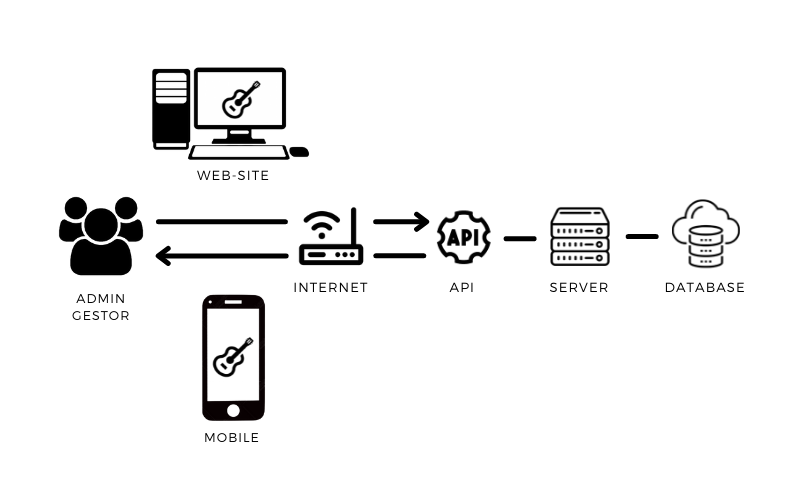 WEB-SITE
API
ADMIN
GESTOR
INTERNET
API
SERVER
DATABASE
MOBILE